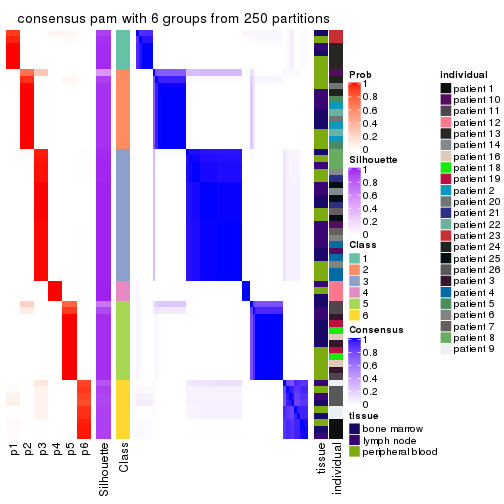 consensus pam with 6 groups from 250 partitions
Prob
1
0.8
0.6
0.4
0.2
0
Silhouette
1
0.8
0.6
0.4
0.2
0
Class
1
2
3
4
5
6
Consensus
1
0.8
0.6
0.4
0.2
0
tissue
bone marrow
lymph node
peripheral blood
individual
patient 1
patient 10
patient 11
patient 12
patient 13
patient 14
patient 16
patient 18
patient 19
patient 2
patient 20
patient 21
patient 22
patient 23
patient 24
patient 25
patient 26
patient 3
patient 4
patient 5
patient 6
patient 7
patient 8
patient 9
p1
p2
p3
p4
p5
p6
Silhouette
Class
tissue
individual